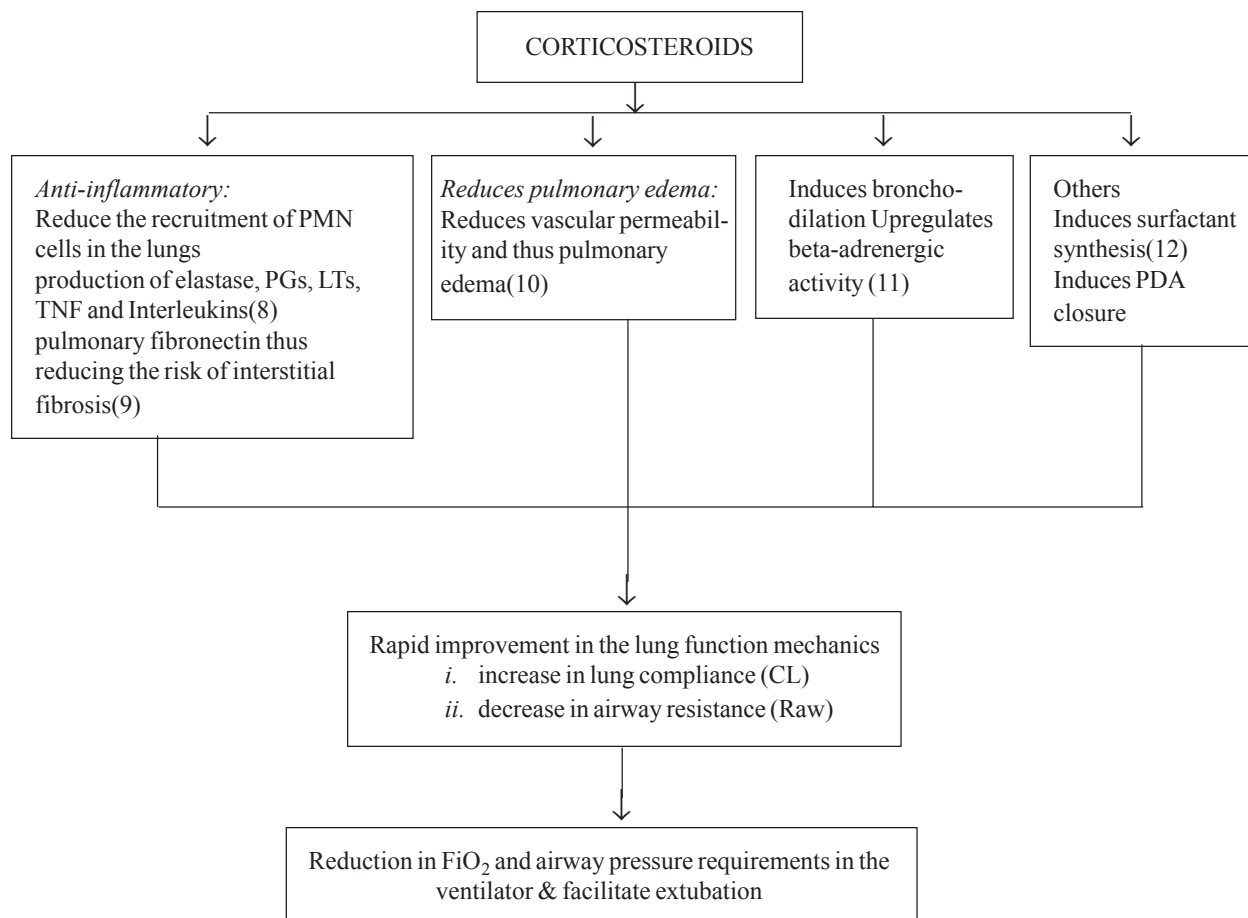 CORTICOSTEROIDS
Anti-inflammatory:
Reduce the recruitment of PMN
cells in the lungs
production of elastase, PGs, LTs,
TNF and Interleukins(8)
pulmonary fibronectin thus
reducing the risk of interstitial
fibrosis(9)
Reduces pulmonary edema:
Reduces vascular permeabil-
ity and thus pulmonary
edema(10)
Induces broncho-
dilation Upregulates
beta-adrenergic
activity (11)
Others
Induces surfactant
synthesis(12)
Induces PDA
closure
Rapid improvement in the lung function mechanics
i. increase in lung compliance (CL)
ii. decrease in airway resistance (Raw)
Reduction in FiO₂ and airway pressure requirements in the
ventilator & facilitate extubation